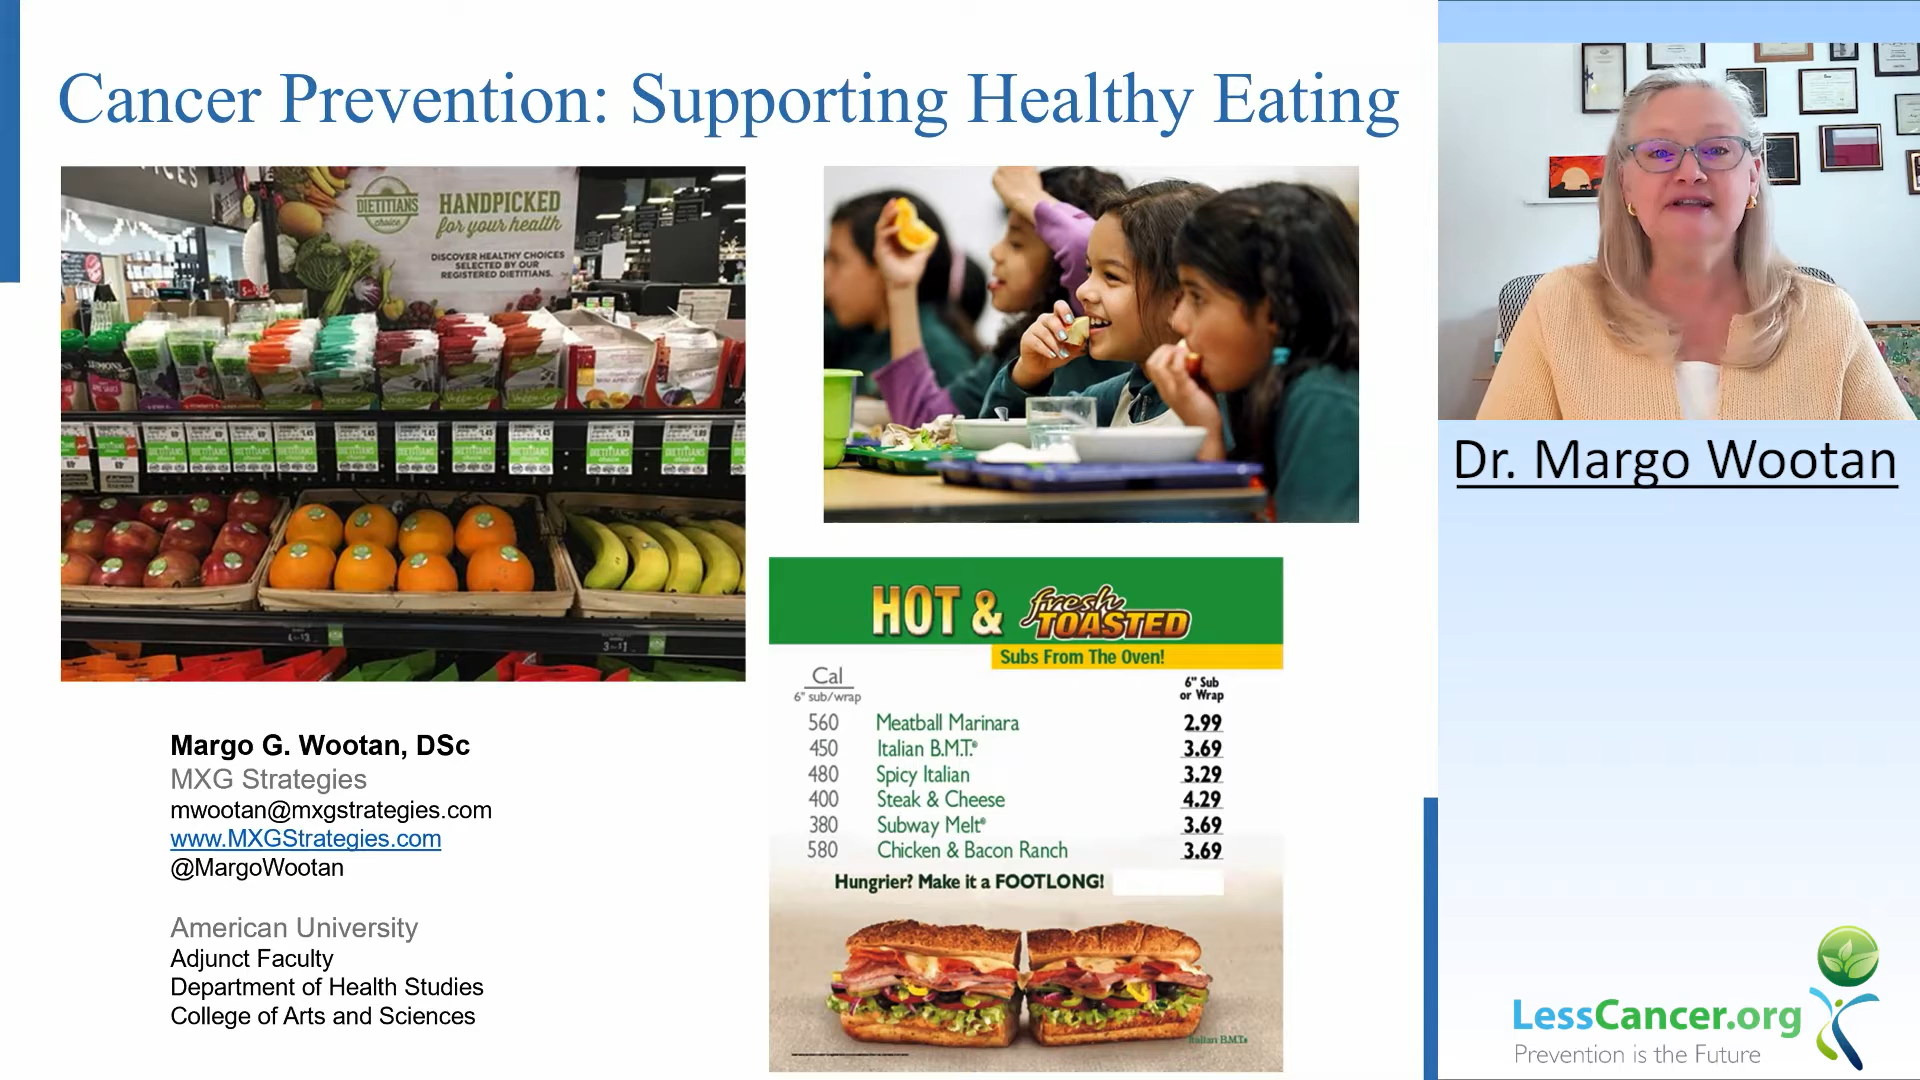 Cancer Prevention: Supporting Healthy Eating
DIETITIANS
choice
HANDPICKED
for your health
DISCOVER HEALTHY CHOICES
SELECTED BY OUR
REGISTERED DIETITIANS.
HOT & fresh
TOASTED
Subs From The Oven!
Cal
6" sub/wrap
6" Sub
or Wrap
560 Meatball Marinara 2.99
450 Italian B.M.T.® 3.69
480 Spicy Italian 3.29
400 Steak & Cheese 4.29
380 Subway Melt® 3.69
580 Chicken & Bacon Ranch 3.69
Hungrier? Make it a FOOTLONG!
Italian B.M.T.®
Margo G. Wootan, DSc
MXG Strategies
mwootan@mxgstrategies.com
www.MXGStrategies.com
@MargoWootan
American University
Adjunct Faculty
Department of Health Studies
College of Arts and Sciences
Dr. Margo Wootan
LessCancer.org
Prevention is the Future